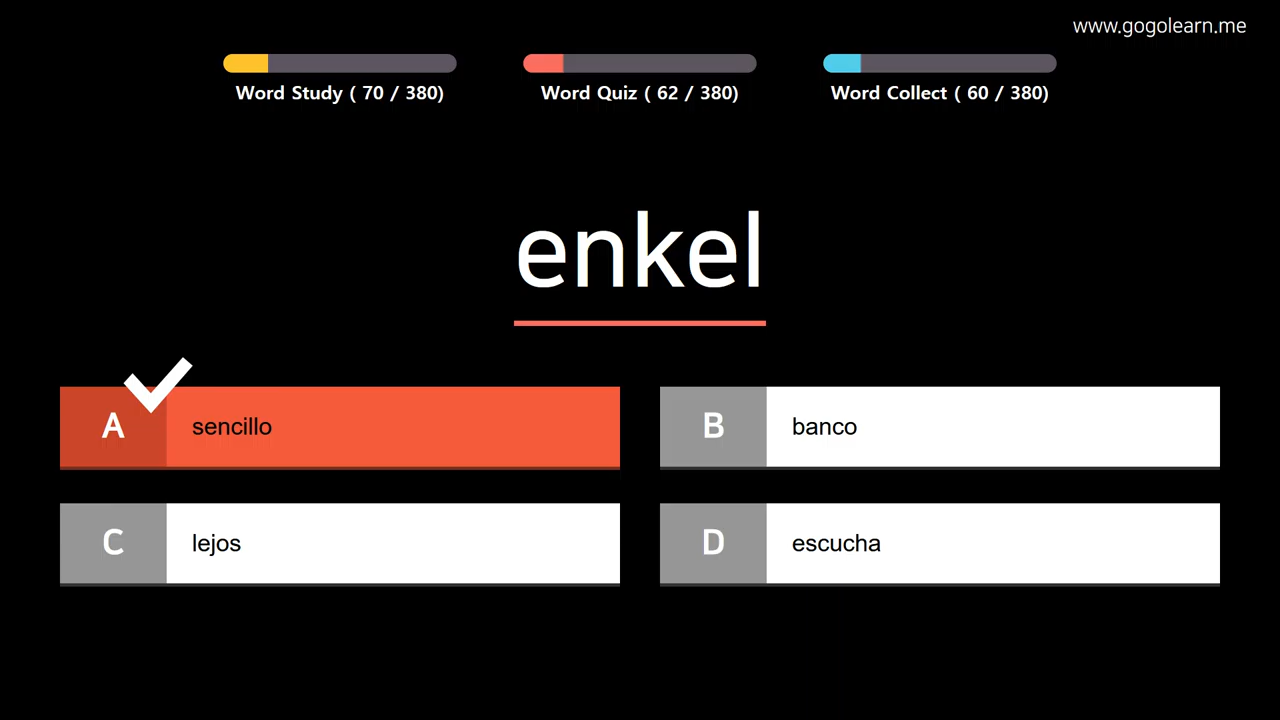 www.gogolearn.me
Word Study ( 70 / 380)
Word Quiz ( 62 / 380)
Word Collect ( 60 / 380)
enkel
A sencillo
B banco
C lejos
D escucha